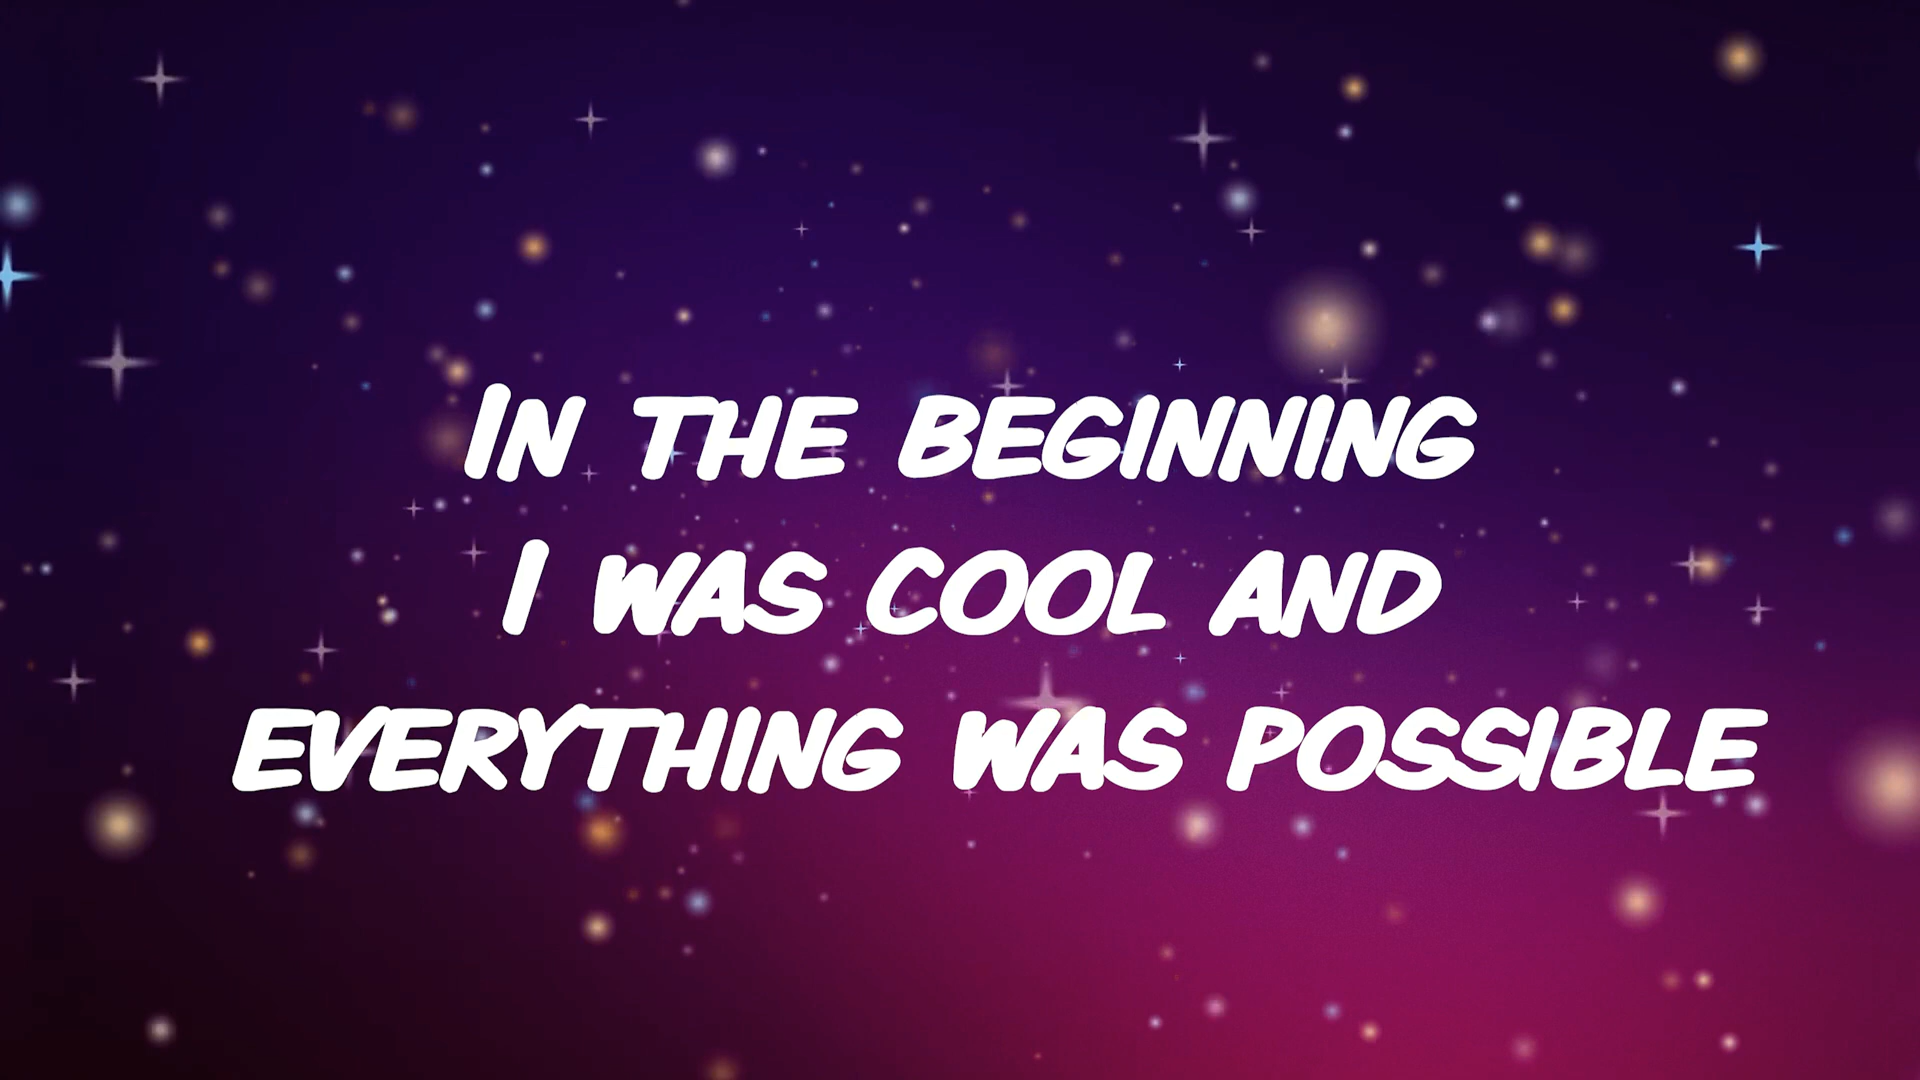 In the beginning
I was cool and
everything was possible